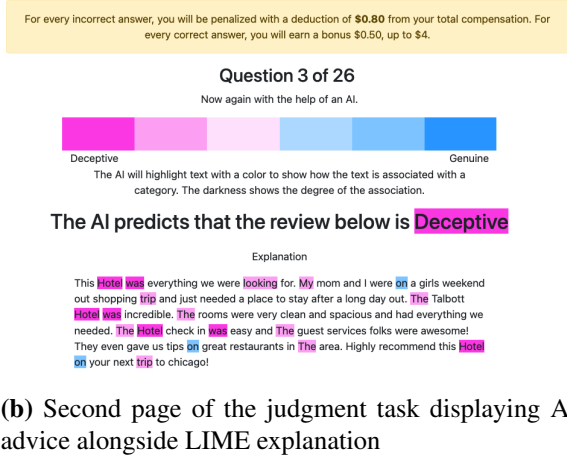 For every incorrect answer, you will be penalized with a deduction of $0.80 from your total compensation. For
every correct answer, you will earn a bonus $0.50, up to $4.
Question 3 of 26
Now again with the help of an AI.
Deceptive Genuine
The AI will highlight text with a color to show how the text is associated with a
category. The darkness shows the degree of the association.
The AI predicts that the review below is Deceptive
Explanation
This Hotel was everything we were looking for. My mom and I were on a girls weekend
out shopping trip and just needed a place to stay after a long day out. The Talbott
Hotel was incredible. The rooms were very clean and spacious and had everything we
needed. The Hotel check in was easy and The guest services folks were awesome!
They even gave us tips on great restaurants in The area. Highly recommend this Hotel
on your next trip to chicago!
(b) Second page of the judgment task displaying A
advice alongside LIME explanation